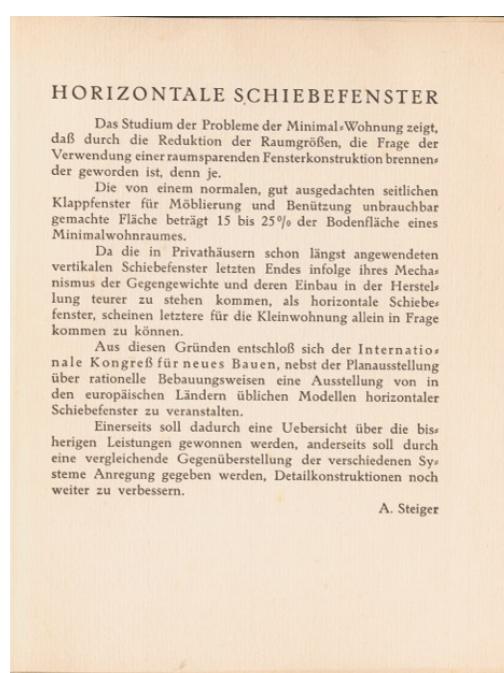 HORIZONTALE SCHIEBEFENSTER
Das Studium der Probleme der Minimal-Wohnung zeigt,
daß durch die Reduktion der Raumgrößen, die Frage der
Verwendung einer raumsparenden Fensterkonstruktion brennen-
der geworden ist, denn je.
Die von einem normalen, gut ausgedachten seitlichen
Klappfenster für Möblierung und Benützung unbrauchbar
gemachte Fläche beträgt 15 bis 25% der Bodenfläche eines
Minimalwohnraumes.
Da die in Privathäusern schon längst angewendeten
vertikalen Schiebefenster letzten Endes infolge ihres Mecha-
nismus der Gegengewichte und deren Einbau in der Herstel-
lung teurer zu stehen kommen, als horizontale Schiebe-
fenster, scheinen letztere für die Kleinwohnung allein in Frage
kommen zu können.
Aus diesen Gründen entschloß sich der Internatio-
nale Kongreß für neues Bauen, nebst der Planausstellung
über rationelle Bebauungsweisen eine Ausstellung von in
den europäischen Ländern üblichen Modellen horizontaler
Schiebefenster zu veranstalten.
Einerseits soll dadurch eine Uebersicht über die bis-
herigen Leistungen gewonnen werden, anderseits soll durch
eine vergleichende Gegenüberstellung der verschiedenen Sy-
steme Anregung gegeben werden, Detailkonstruktionen noch
weiter zu verbessern.
A. Steiger